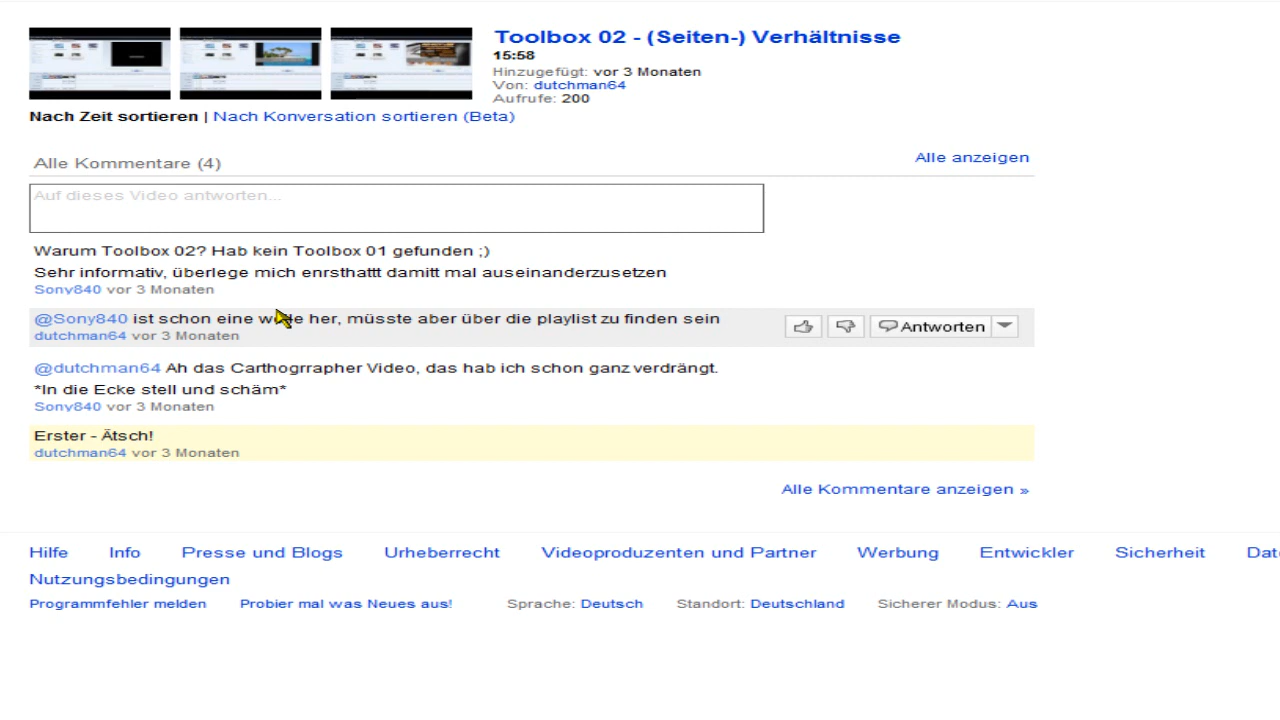 Toolbox 02 - (Seiten-) Verhältnisse
15:58
Hinzugefügt: vor 3 Monaten
Von: dutchman64
Aufrufe: 200
Nach Zeit sortieren | Nach Konversation sortieren (Beta)
Alle Kommentare (4)
Alle anzeigen
Auf dieses Video antworten...
Warum Toolbox 02? Hab kein Toolbox 01 gefunden ;)
Sehr informativ, überlege mich enrsthattt damitt mal auseinanderzusetzen
Sony840 vor 3 Monaten
@Sony840 ist schon eine weile her, müsste aber über die playlist zu finden sein
dutchman64 vor 3 Monaten
Antworten
@dutchman64 Ah das Carthogrrapher Video, das hab ich schon ganz verdrängt.
*In die Ecke stell und schäm*
Sony840 vor 3 Monaten
Erster - Ätsch!
dutchman64 vor 3 Monaten
Alle Kommentare anzeigen »
Hilfe Info Presse und Blogs Urheberrecht Videoproduzenten und Partner Werbung Entwickler Sicherheit Dat
Nutzungsbedingungen
Programmfehler melden Probier mal was Neues aus! Sprache: Deutsch Standort: Deutschland Sicherer Modus: Aus